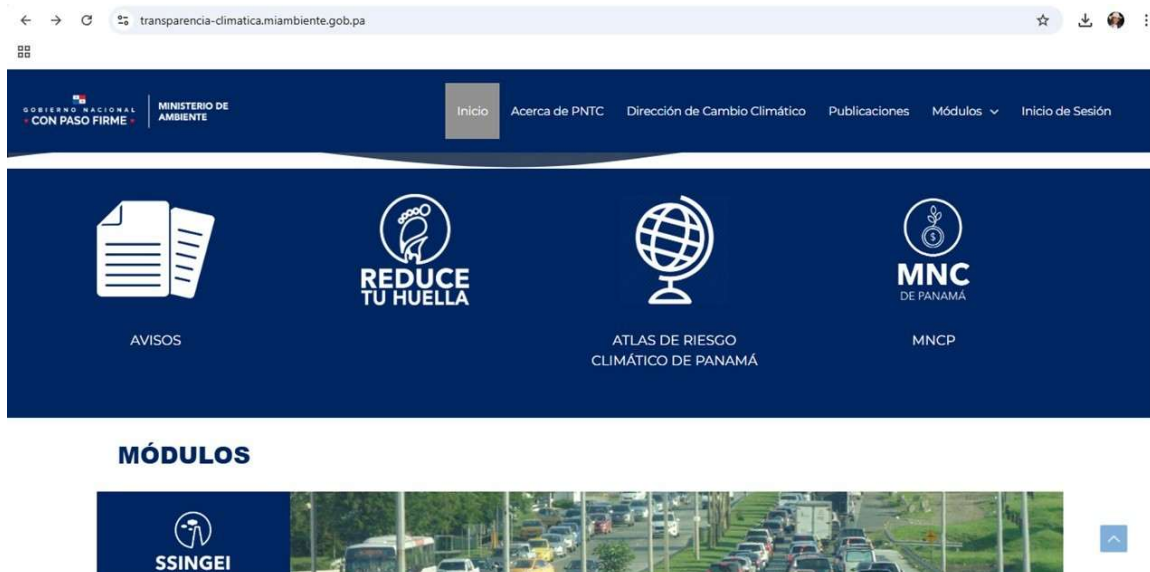 transparencia-climatica.miambiente.gob.pa
GOBIERNO NACIONAL
• CON PASO FIRME •
MINISTERIO DE
AMBIENTE
Inicio
Acerca de PNTC
Dirección de Cambio Climático
Publicaciones
Módulos
Inicio de Sesión
AVISOS
REDUCE
TU HUELLA
ATLAS DE RIESGO
CLIMÁTICO DE PANAMÁ
$
MNC
DE PANAMÁ
MNCP
MÓDULOS
SSINGEI